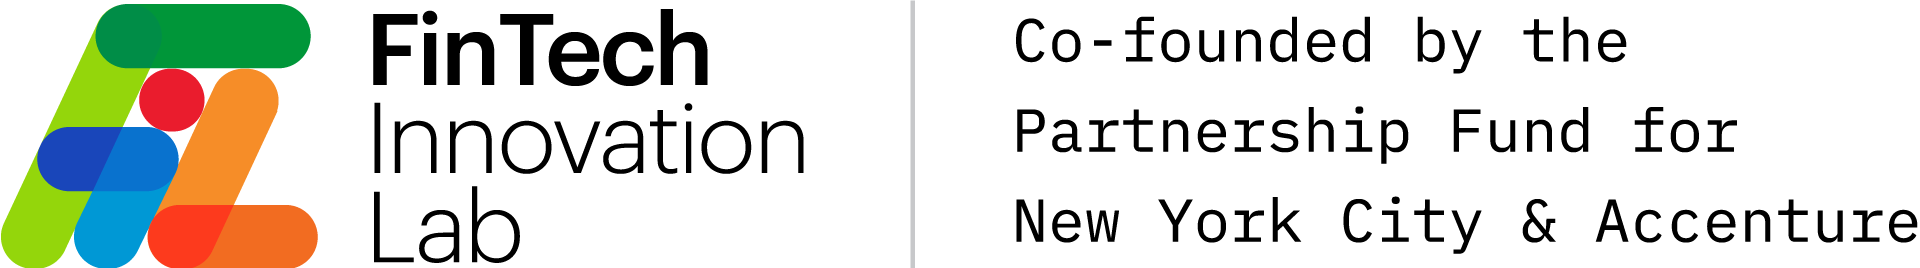 FinTech
Innovation
Lab
Co-founded by the
Partnership Fund for
New York City & Accenture